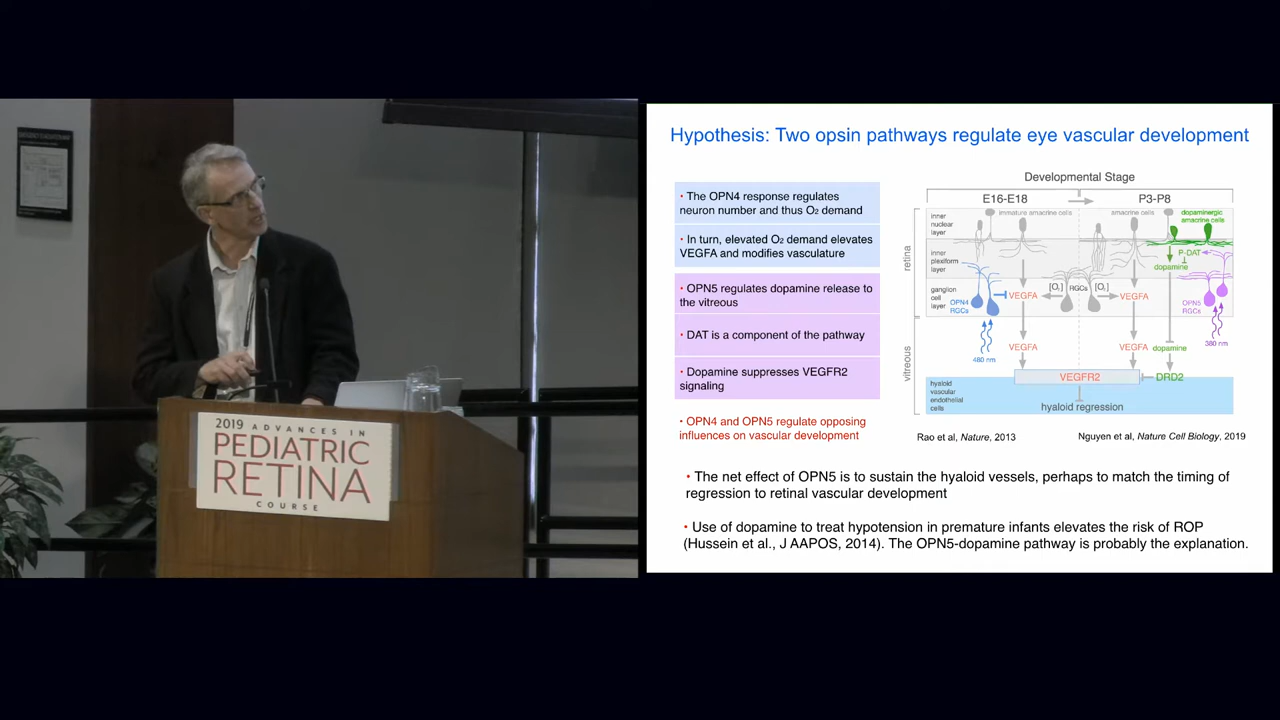 2019 ADVANCES IN
PEDIATRIC
RETINA
COURSE
Hypothesis: Two opsin pathways regulate eye vascular development
• The OPN4 response regulates
neuron number and thus O₂ demand
• In turn, elevated O₂ demand elevates
VEGFA and modifies vasculature
• OPN5 regulates dopamine release to
the vitreous
• DAT is a component of the pathway
• Dopamine suppresses VEGFR2
signaling
• OPN4 and OPN5 regulate opposing
influences on vascular development
Developmental Stage
E16-E18
P3-P8
retina
inner
nuclear
layer
immature amacrine cells
amacrine cells
dopaminergic
amacrine cells
inner
plexiform
layer
P-DAT
dopamine
ganglion
cell
layer
OPN4
RGCs
VEGFA
[O₂]
RGCs
[O₂]
VEGFA
OPN5
RGCs
480 nm
380 nm
vitreous
VEGFA
VEGFA
dopamine
hyaloid
vascular
endothelial
cells
VEGFR2
DRD2
hyaloid regression
Rao et al, Nature, 2013
Nguyen et al, Nature Cell Biology, 2019
• The net effect of OPN5 is to sustain the hyaloid vessels, perhaps to match the timing of
regression to retinal vascular development
• Use of dopamine to treat hypotension in premature infants elevates the risk of ROP
(Hussein et al., J AAPOS, 2014). The OPN5-dopamine pathway is probably the explanation.